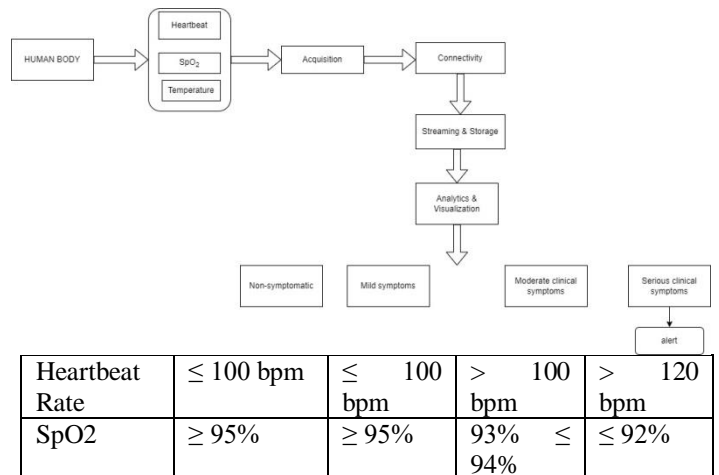 Heartbeat
HUMAN BODY
SpO2
Temperature
Acquisition
Connectivity
Streaming & Storage
Analytics &
Visualization
Non-symptomatic
Mild symptoms
Moderate clinical
symptoms
Serious clinical
symptoms
alert
Heartbeat ≤ 100 bpm ≤ 100 > 100 > 120
Rate bpm bpm bpm
SpO2 ≥ 95% ≥ 95% 93% ≤ ≤ 92%
94%